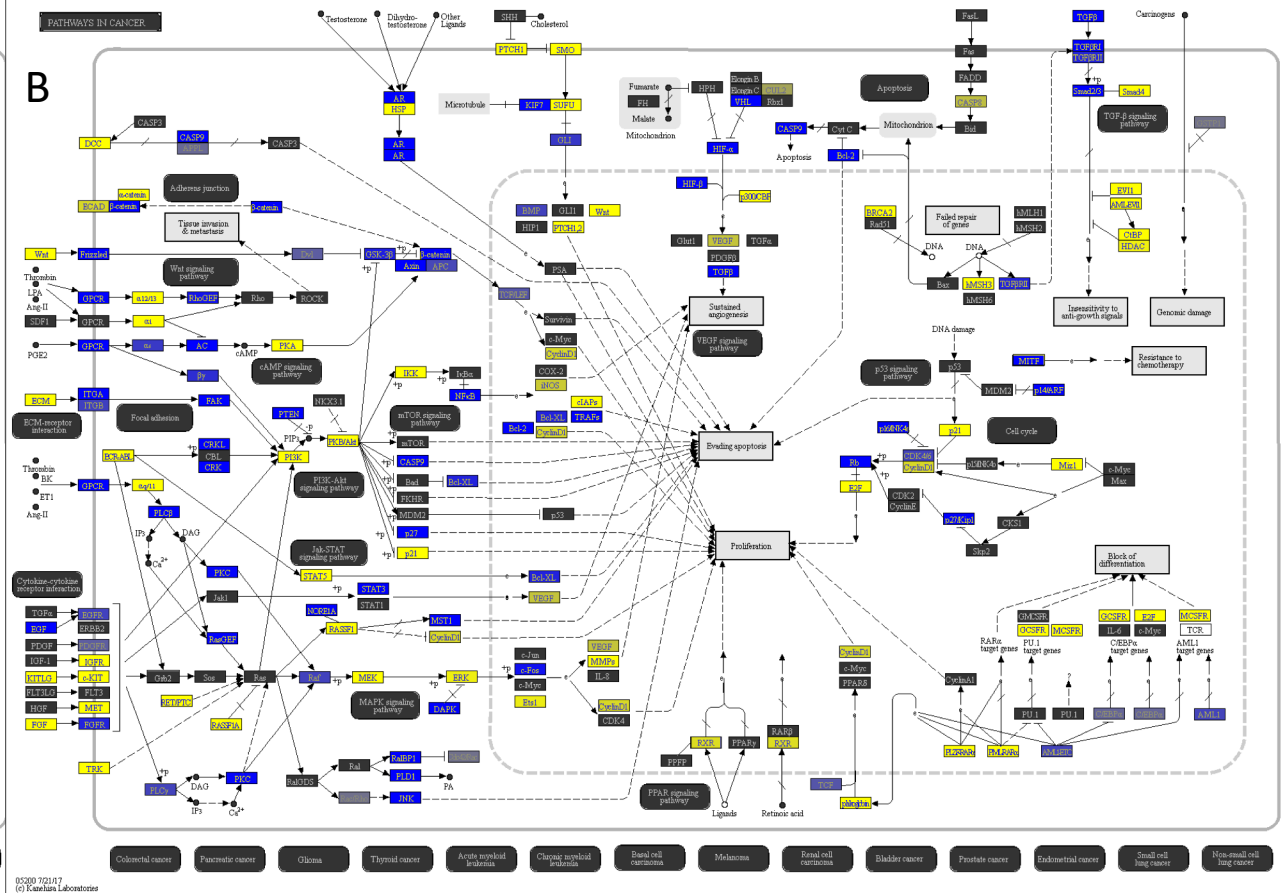 PATHWAYS IN CANCER
B
Testosterone
Dihydro-
testosterone
Other
Ligands
SHH
Cholesterol
PTCH1
SMO
FasL
Fas
FADD
CASP8
Bid
TGFβ
TGFβRI
TGFβRII
+p
Smad2/3
Smad4
TGF-β signaling
pathway
Carcinogens
AR
HSP
AR
AR
Microtubule
KIF7
SUFU
GLI
Fumarate
FH
Malate
Mitochondrion
HPH
Elongin B
Elongin C
CUL2
VHL
Rbx1
HIF-α
Apoptosis
CASP9
Cyt C
Mitochondrion
Apoptosis
Bcl-2
CASP3
DCC
CASP9
APPL
CASP3
Adherens junction
α-catenin
ECAD
β-catenin
β-catenin
Tissue invasion
& metastasis
HIF-β
p300/CBP
BMP
GLI1
Wnt
HIP1
PTCH1,2
Glut1
VEGF
TGFα
PDGFβ
TGFβ
BRCA2
Rad51
Failed repair
of genes
hMLH1
hMSH2
DNA
DNA
Bax
hMSH3
TGFβRII
hMSH6
EVI1
AML-EVI1
CtBP
HDAC
Wnt
Frizzled
Dvl
GSK-3β
+p
β-catenin
Axin
APC
+p
Wnt signaling
pathway
Thrombin
LPA
Ang-II
GPCR
α12/13
RhoGEF
Rho
ROCK
SDF1
GPCR
αi
PGE2
GPCR
αs
AC
cAMP
PKA
cAMP signaling
pathway
TCF/LEF
PSA
Survivin
c-Myc
CyclinD1
COX-2
iNOS
Sustained
angiogenesis
VEGF signaling
pathway
Insensitivity to
anti-growth signals
Genomic damage
DNA damage
p53
p53 signaling
pathway
MDM2
p14/ARF
MITF
Resistance to
chemotherapy
βγ
ECM
ITGA
ITGB
FAK
Focal adhesion
ECM-receptor
interaction
PTEN
NKX3.1
PIP3
-p
PKB/Akt
IKK
+p
IκBα
NFκB
mTOR signaling
pathway
cIAPs
Bcl-XL
TRAFs
Bcl-2
CyclinD1
Evading apoptosis
p21
p16/INK4a
Cell cycle
CDK4/6
CyclinD1
p15/INK4b
Miz1
c-Myc
Max
Rb
+p
E2F
CDK2
CyclinE
p27/Kip1
CKS1
Skp2
BCR-ABL
CRKL
CBL
CRK
PI3K
mTOR
CASP9
Bad
Bcl-XL
FKHR
MDM2
p53
p27
p21
PI3K-Akt
signaling pathway
Thrombin
BK
ET1
Ang-II
GPCR
αq/11
PLCβ
IP3
DAG
Ca2+
PKC
Jak-STAT
signaling pathway
STAT5
Bcl-XL
VEGF
Proliferation
Block of
differentiation
Cytokine-cytokine
receptor interaction
TGFα
EGFR
EGF
ERBB2
PDGF
PDGFR
IGF-1
IGFR
KITLG
c-KIT
FLT3LG
FLT3
HGF
MET
FGF
FGFR
TRK
Jak1
+p
STAT3
STAT1
RasGEF
NORE1A
RASSF1
MST1
CyclinD1
Grb2
Sos
Ras
Raf
+p
MEK
+p
ERK
DAPK
RET/PTC
RASSF1A
MAPK signaling
pathway
c-Jun
c-Fos
c-Myc
Ets1
VEGF
MMPs
IL-8
CyclinD1
CDK4
CyclinD1
c-Myc
PPARδ
RARα
target genes
GMCSFR
GCSFR
MCSFR
PU.1
target genes
GCSFR
E2F
IL-6
c-Myc
C/EBPα
target genes
MCSFR
TCR
AML1
target genes
CyclinA1
PU.1
?
PU.1
C/EBPα
C/EBPα
AML1
PLZF-RARα
PML-RARα
AML1-ETO
RXR
PPARγ
PPFP
RARβ
RXR
PPAR signaling
pathway
Ligands
Retinoic acid
TCF
γ-catenin
+p
PLCγ
DAG
IP3
PKC
Ca2+
RalGDS
Ral
RalBP1
PLD1
PA
JNK
Colorectal cancer
Pancreatic cancer
Glioma
Thyroid cancer
Acute myeloid
leukemia
Chronic myeloid
leukemia
Basal cell
carcinoma
Melanoma
Renal cell
carcinoma
Bladder cancer
Prostate cancer
Endometrial cancer
Small cell
lung cancer
Non-small cell
lung cancer
05200 7/21/17
(c) Kanehisa Laboratories